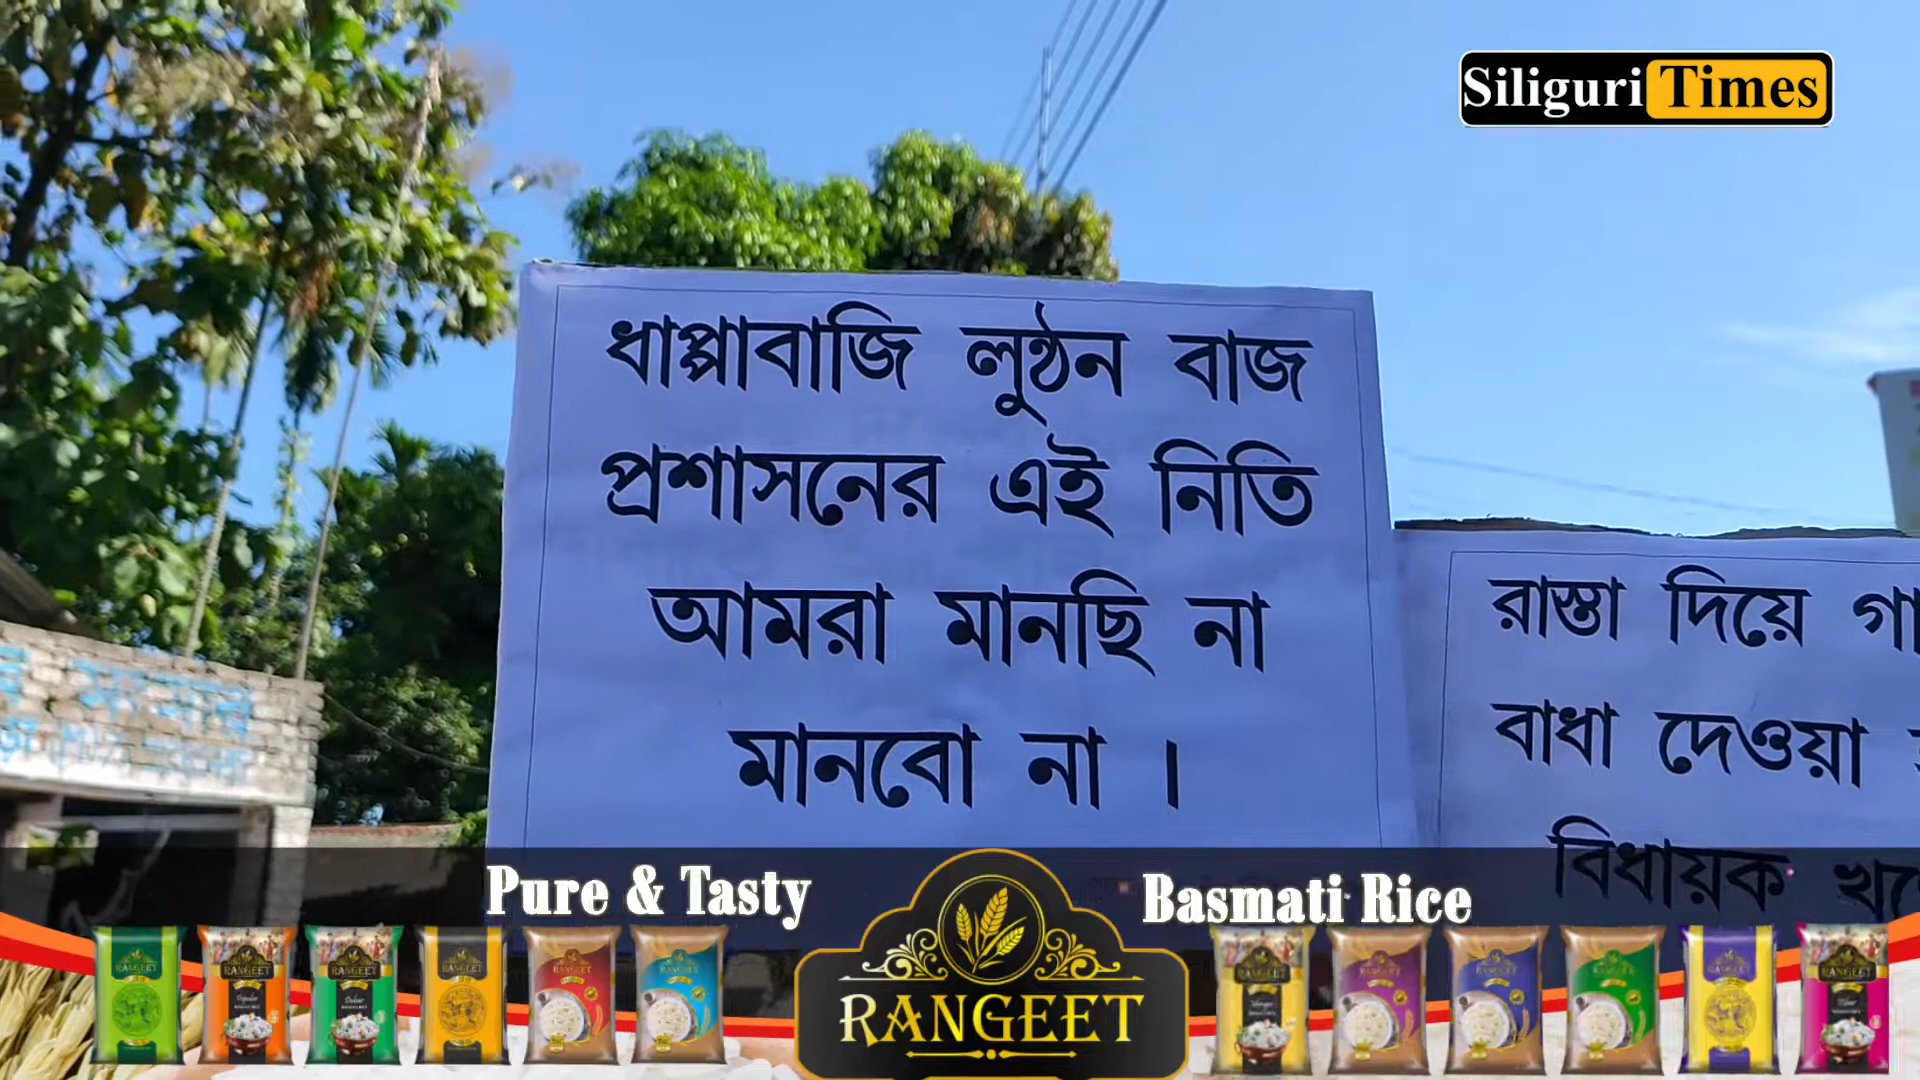 Siliguri Times
ধাপ্পাবাজি লুন্ঠন বাজ
প্রশাসনের এই নিতি
আমরা মানছি না
মানবো না ।
রাস্তা দিয়ে
বাধা দেওয়া
বিধায়ক
Pure & Tasty
Basmati Rice
RANGEET